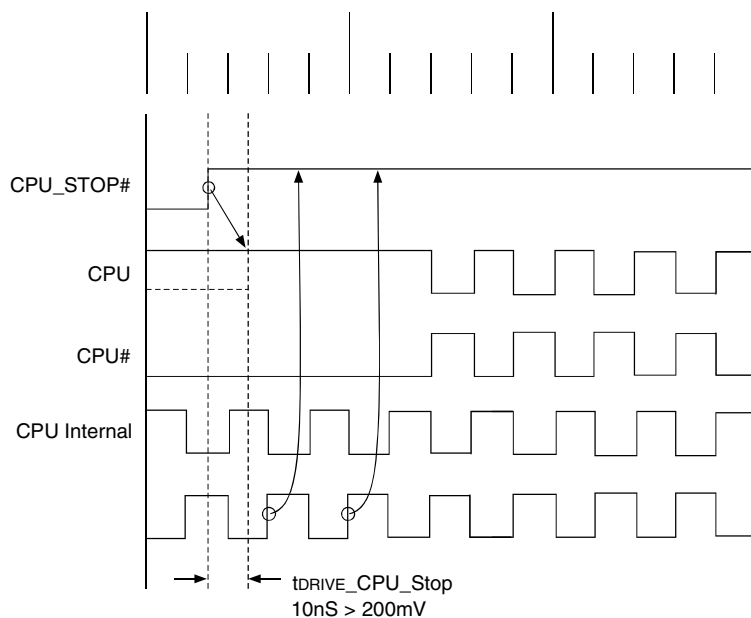 CPU_STOP#
CPU
CPU#
CPU Internal
tDRIVE_CPU_Stop
10nS > 200mV